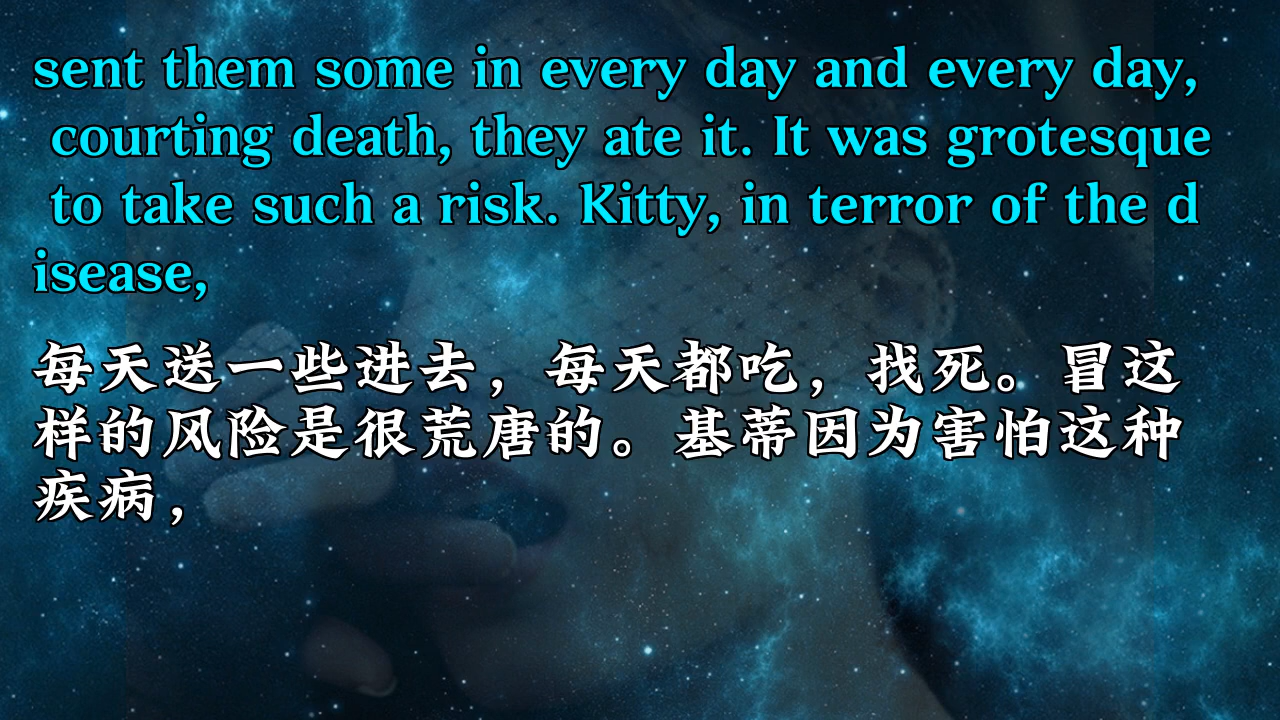 sent them some in every day and every day,
courting death, they ate it. It was grotesque
to take such a risk. Kitty, in terror of the d
isease,
每天送一些进去，每天都吃，找死。冒这
样的风险是很荒唐的。基蒂因为害怕这种
疾病，